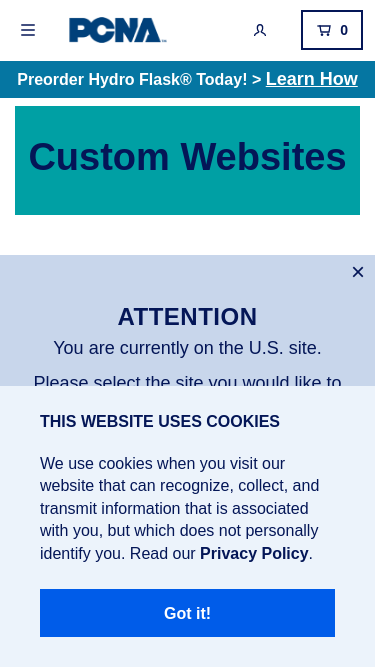 PCNA
0
Preorder Hydro Flask® Today! > Learn How
Custom Websites
×
ATTENTION
You are currently on the U.S. site.
Please select the site you would like to
THIS WEBSITE USES COOKIES
We use cookies when you visit our
website that can recognize, collect, and
transmit information that is associated
with you, but which does not personally
identify you. Read our Privacy Policy.
Got it!